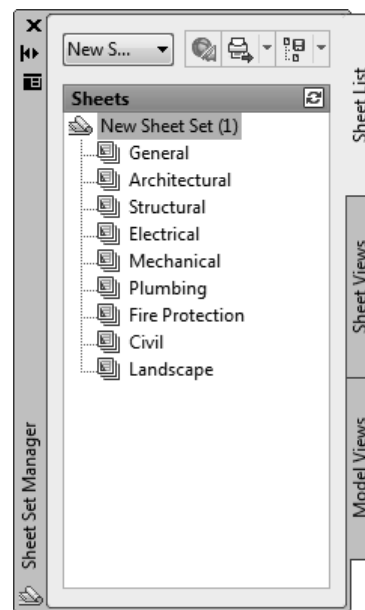 New S...
Sheets
New Sheet Set (1)
General
Architectural
Structural
Electrical
Mechanical
Plumbing
Fire Protection
Civil
Landscape
Sheet List
Sheet Views
Model Views
Sheet Set Manager